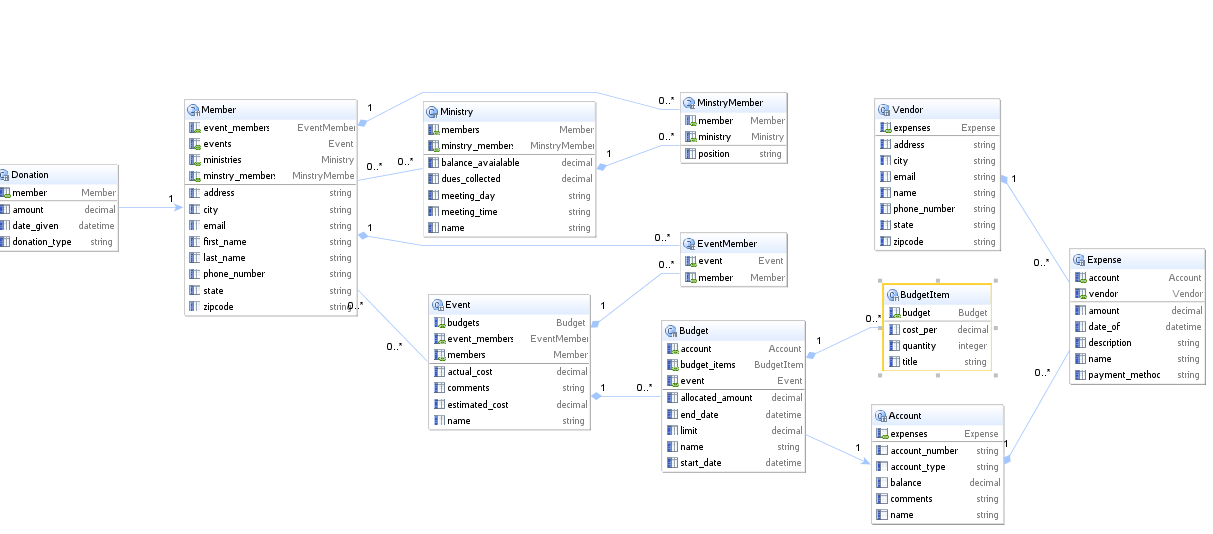 Donation
member Member
amount decimal
date_given datetime
donation_type string
1
Member
event_members EventMember
events Event
ministries Ministry
minstry_members MinstryMembe
address string
city string
email string
first_name string
last_name string
phone_number string
state string
zipcode string
1
0..*
0..*
1
0..*
0..*
Ministry
members Member
minstry_members MinstryMember
balance_avaialable decimal
dues_collected decimal
meeting_day string
meeting_time string
name string
1
0..*
0..*
MinstryMember
member Member
ministry Ministry
position string
0..*
0..*
EventMember
event Event
member Member
Event
budgets Budget
event_members EventMember
members Member
actual_cost decimal
comments string
estimated_cost decimal
name string
1
1
0..*
Budget
account Account
budget_items BudgetItem
event Event
allocated_amount decimal
end_date datetime
limit decimal
name string
start_date datetime
1
0..*
1
Vendor
expenses Expense
address string
city string
email string
name string
phone_number string
state string
zipcode string
1
0..*
BudgetItem
budget Budget
cost_per decimal
quantity integer
title string
Account
expenses Expense
account_number string
account_type string
balance decimal
comments string
name string
1
0..*
Expense
account Account
vendor Vendor
amount decimal
date_of datetime
description string
name string
payment_methoc string